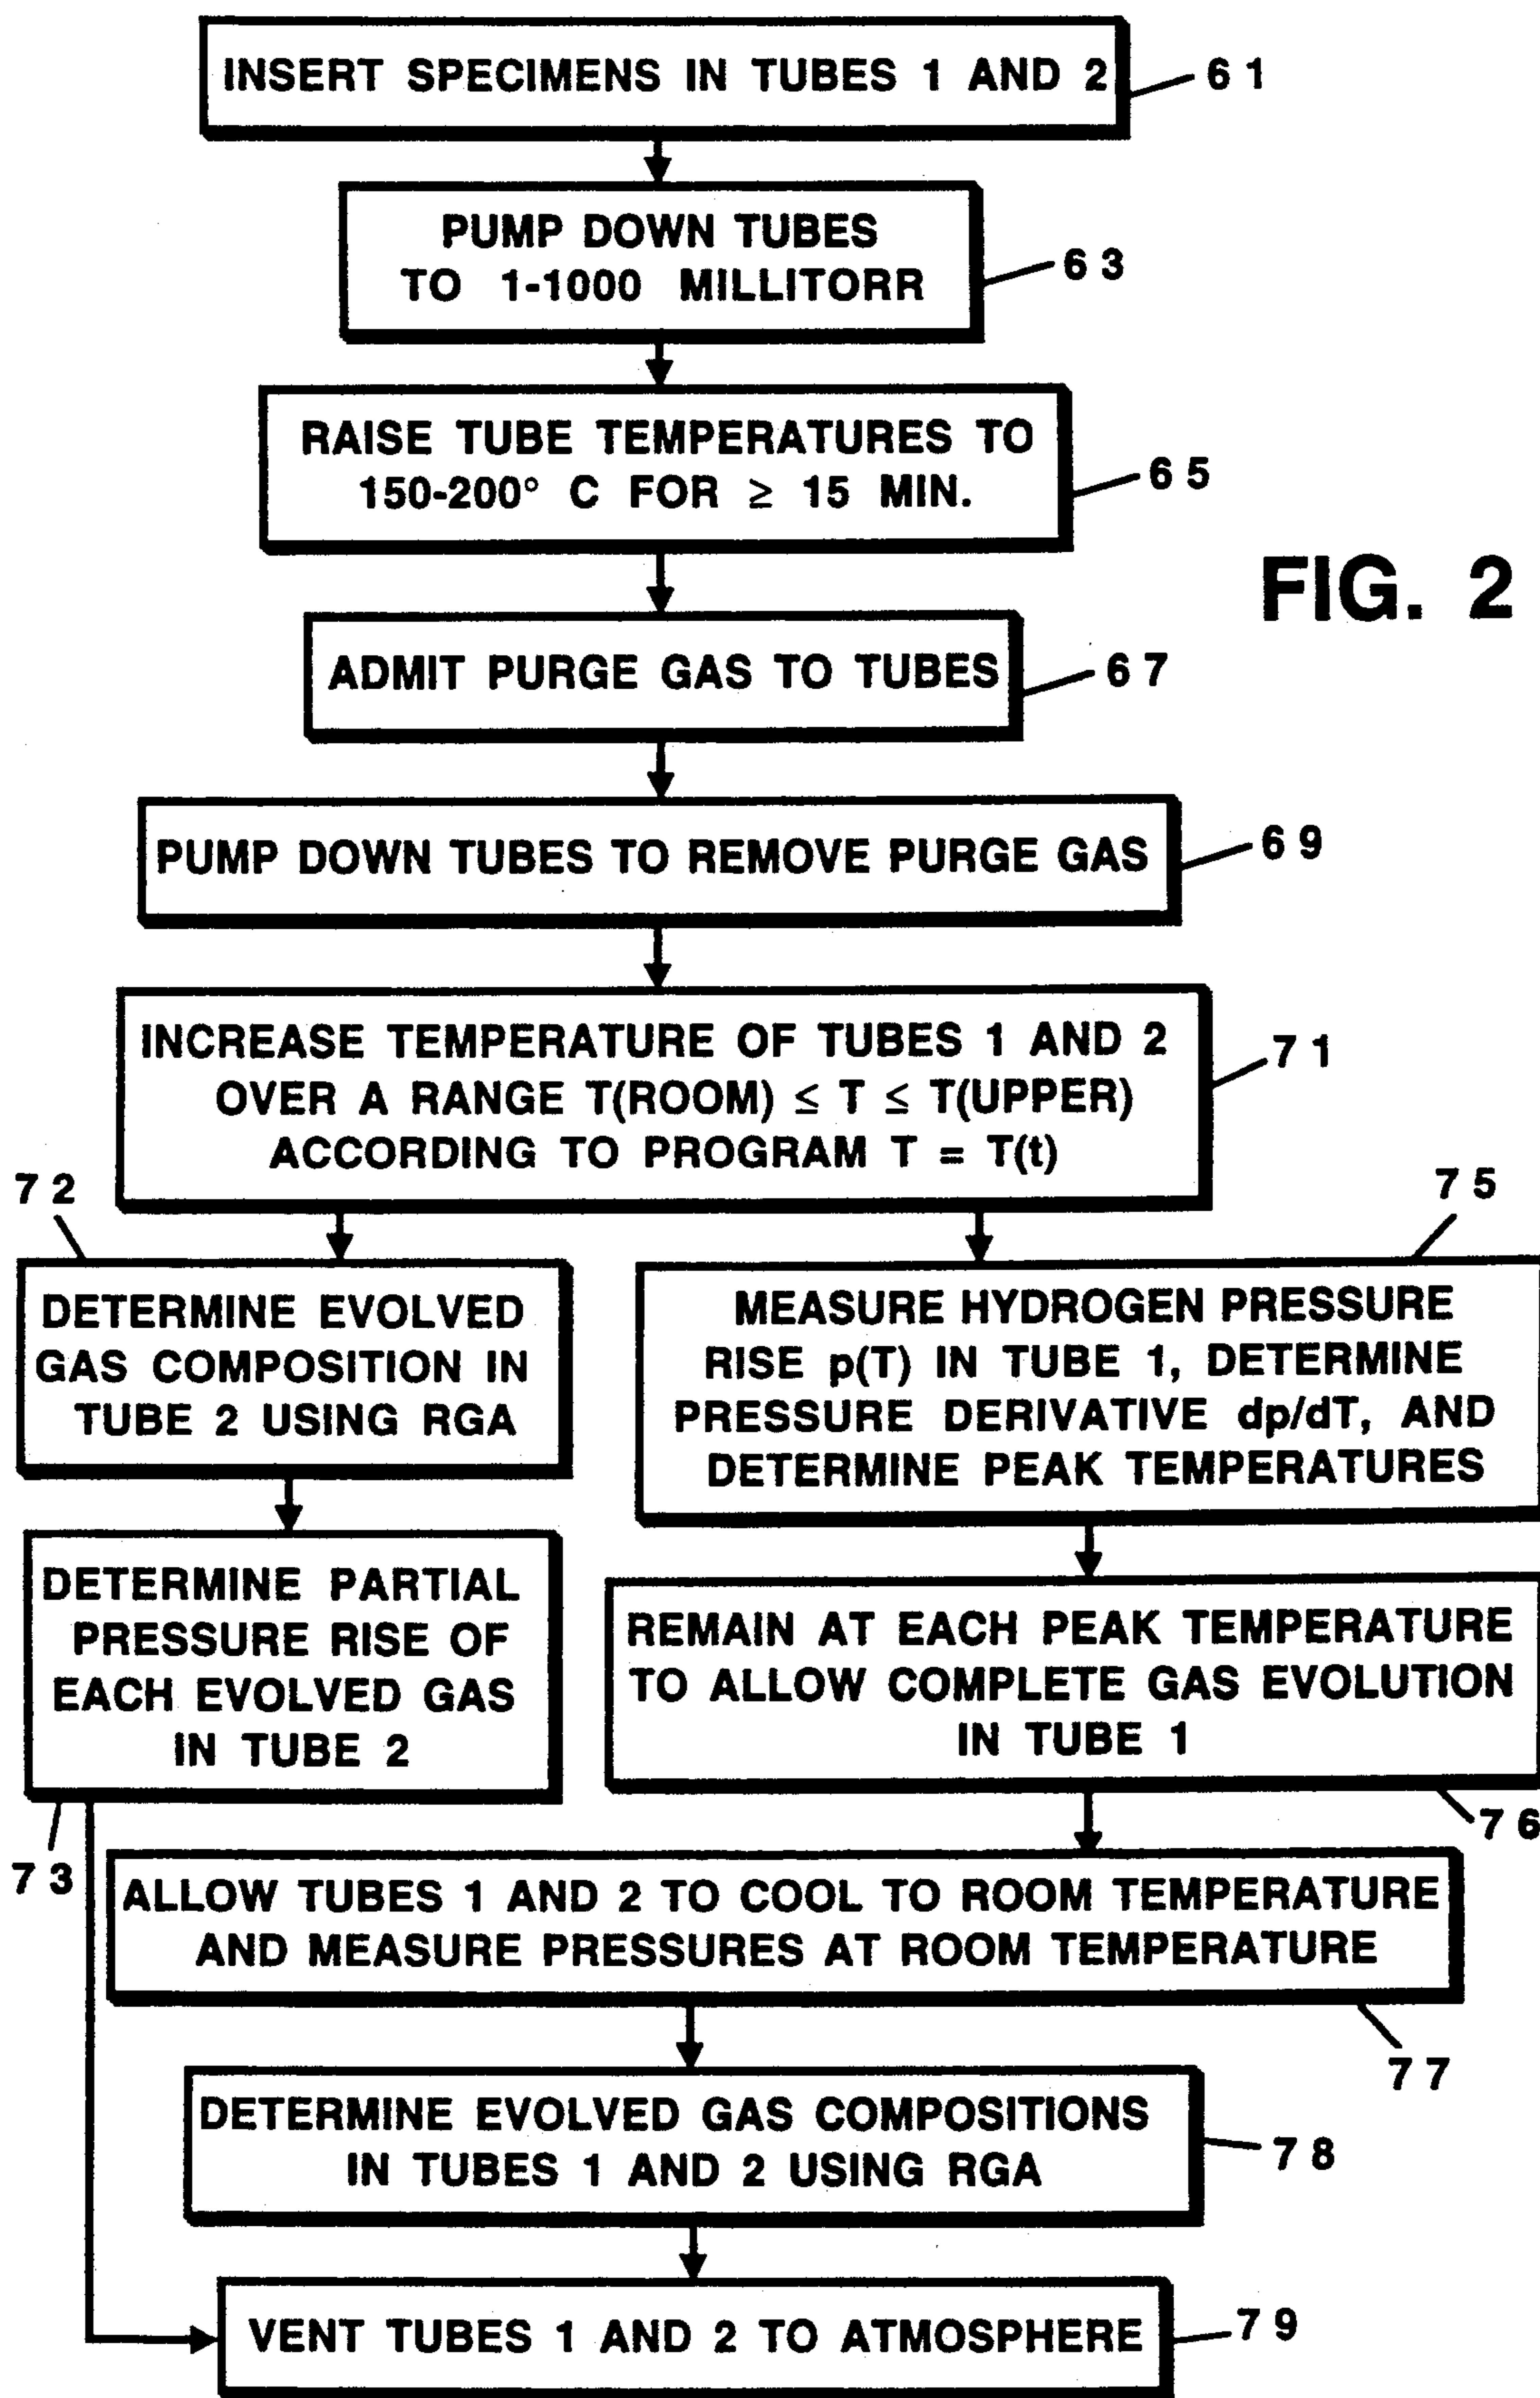 INSERT SPECIMENS IN TUBES 1 AND 2
61
PUMP DOWN TUBES
TO 1-1000 MILLITORR
63
RAISE TUBE TEMPERATURES TO
150-200° C FOR ≥ 15 MIN.
65
FIG. 2
ADMIT PURGE GAS TO TUBES
67
PUMP DOWN TUBES TO REMOVE PURGE GAS
69
INCREASE TEMPERATURE OF TUBES 1 AND 2
OVER A RANGE T(ROOM) ≤ T ≤ T(UPPER)
ACCORDING TO PROGRAM T = T(t)
71
72
DETERMINE EVOLVED
GAS COMPOSITION IN
TUBE 2 USING RGA
75
MEASURE HYDROGEN PRESSURE
RISE p(T) IN TUBE 1, DETERMINE
PRESSURE DERIVATIVE dp/dT, AND
DETERMINE PEAK TEMPERATURES
DETERMINE PARTIAL
PRESSURE RISE OF
EACH EVOLVED GAS
IN TUBE 2
73
REMAIN AT EACH PEAK TEMPERATURE
TO ALLOW COMPLETE GAS EVOLUTION
IN TUBE 1
76
ALLOW TUBES 1 AND 2 TO COOL TO ROOM TEMPERATURE
AND MEASURE PRESSURES AT ROOM TEMPERATURE
77
DETERMINE EVOLVED GAS COMPOSITIONS
IN TUBES 1 AND 2 USING RGA
78
VENT TUBES 1 AND 2 TO ATMOSPHERE
79